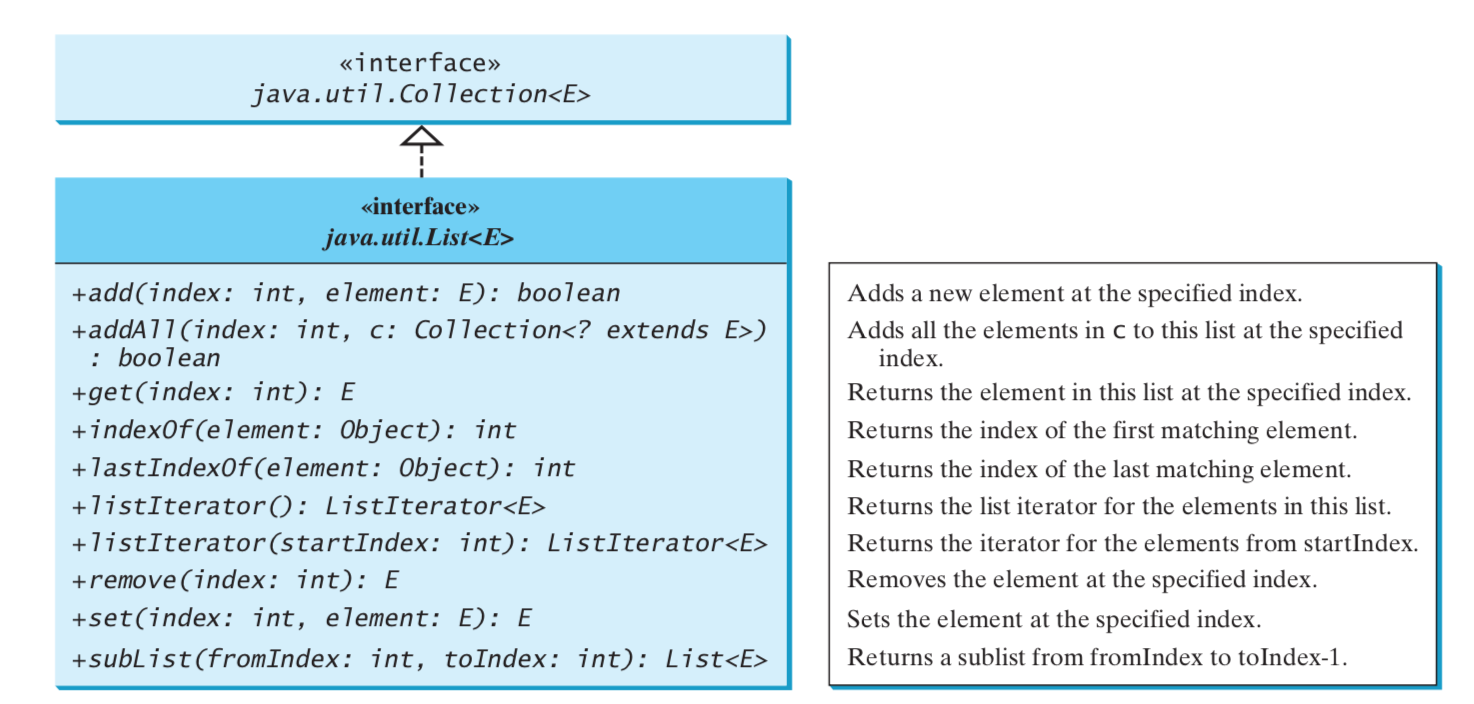 «interface»
java.util.Collection<E>
«interface»
java.util.List<E>
+add(index: int, element: E): boolean
Adds a new element at the specified index.
+addAll(index: int, c: Collection<? extends E>)
: boolean
Adds all the elements in c to this list at the specified
index.
+get(index: int): E
Returns the element in this list at the specified index.
+indexOf(element: Object): int
Returns the index of the first matching element.
+lastIndexOf(element: Object): int
Returns the index of the last matching element.
+listIterator(): ListIterator<E>
Returns the list iterator for the elements in this list.
+listIterator(startIndex: int): ListIterator<E>
Returns the iterator for the elements from startIndex.
+remove(index: int): E
Removes the element at the specified index.
+set(index: int, element: E): E
Sets the element at the specified index.
+subList(fromIndex: int, toIndex: int): List<E>
Returns a sublist from fromIndex to toIndex-1.